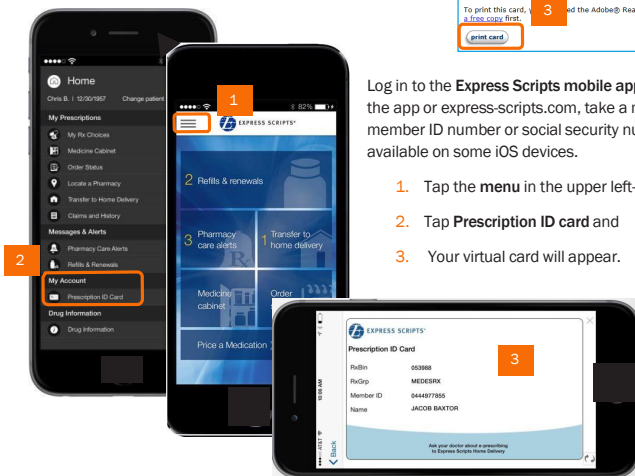 To print this card, y
ed the Adobe® Rea
a free copy first.
3
print card
Log in to the Express Scripts mobile app
the app or express-scripts.com, take a m
member ID number or social security nu
available on some iOS devices.
1. Tap the menu in the upper left-
2. Tap Prescription ID card and
3. Your virtual card will appear.
Home
Chris B. | 12/30/1957 Change patient
My Prescriptions
My Rx Choices
Medicine Cabinet
Order Status
Locate a Pharmacy
Transfer to Home Delivery
Claims and History
Messages & Alerts
Pharmacy Care Alerts
Refills & Renewals
2
My Account
Prescription ID Card
Drug Information
Drug Information
1
82%
EXPRESS SCRIPTS®
2 Refills & renewals
3 Pharmacy care alerts
1 Transfer to home delivery
Medicine cabinet
Order
Price a Medication
10:06 AM
AT&T
Back
EXPRESS SCRIPTS®
Prescription ID Card
3
RxBin 053988
RxGrp MEDESRX
Member ID 0444977855
Name JACOB BAXTOR
Ask your doctor about e-prescribing
to Express Scripts Home Delivery